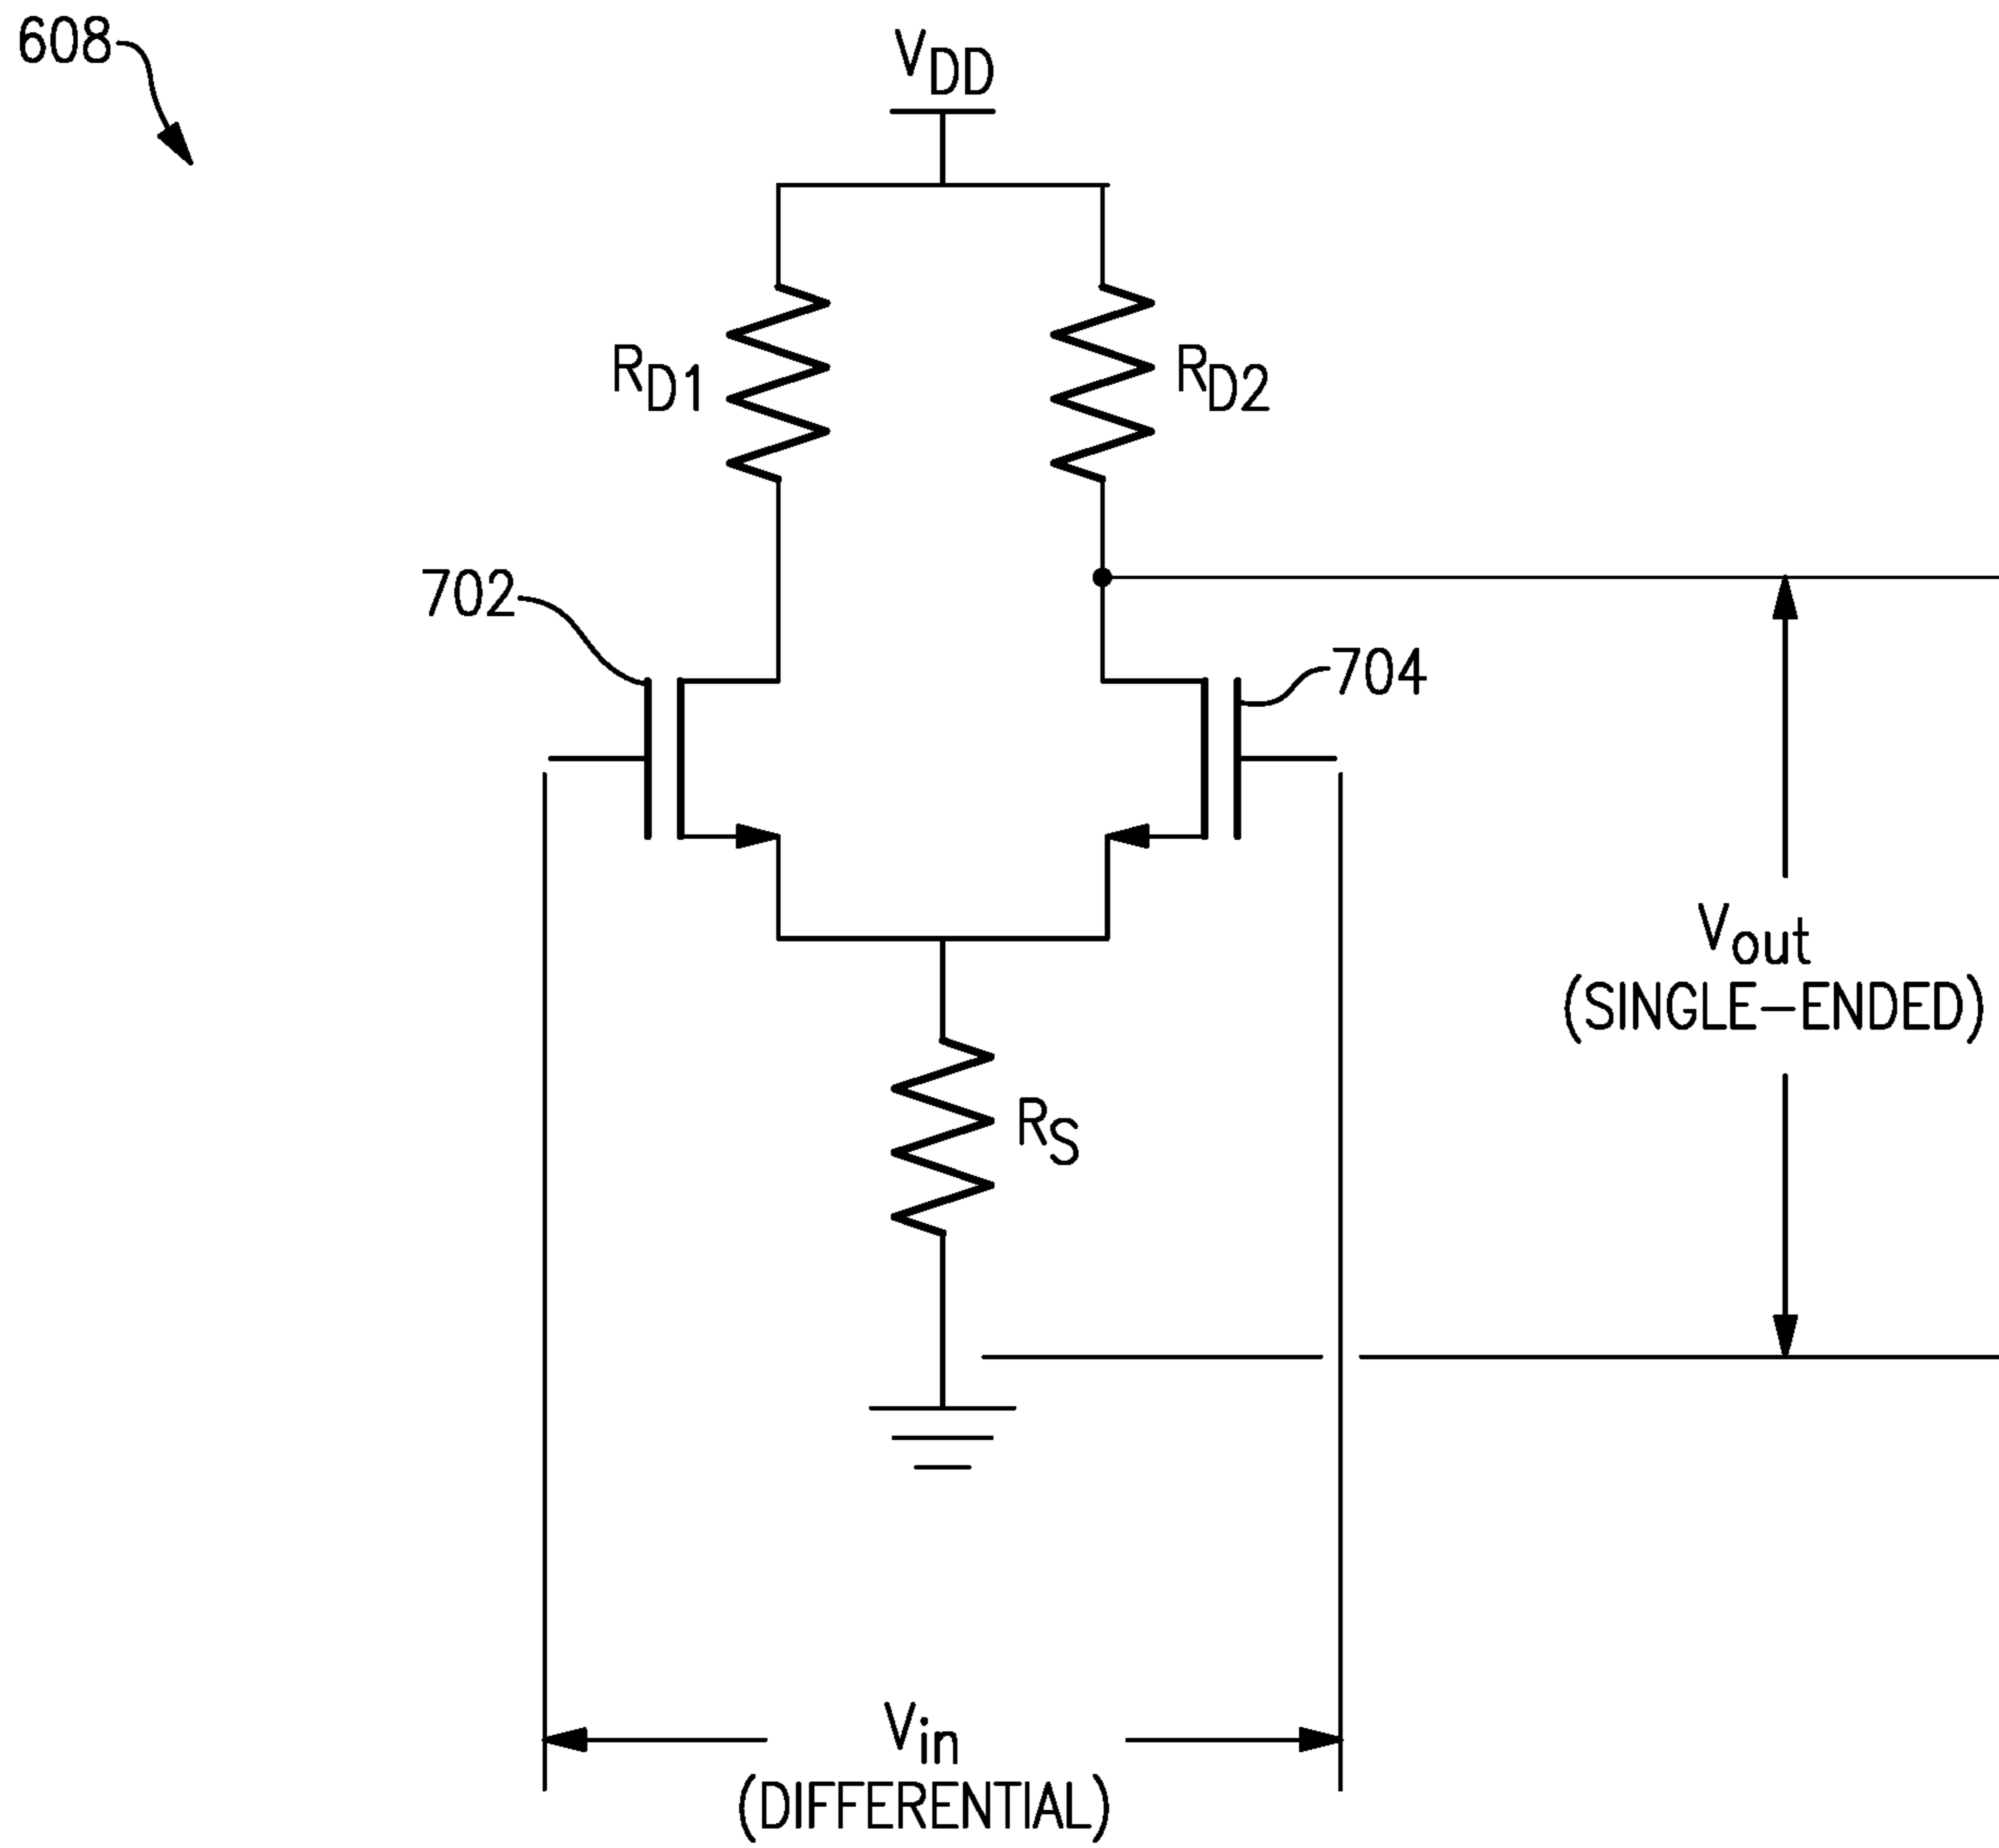 608
VDD
RD1
RD2
702
704
Vout
(SINGLE-ENDED)
RS
Vin
(DIFFERENTIAL)